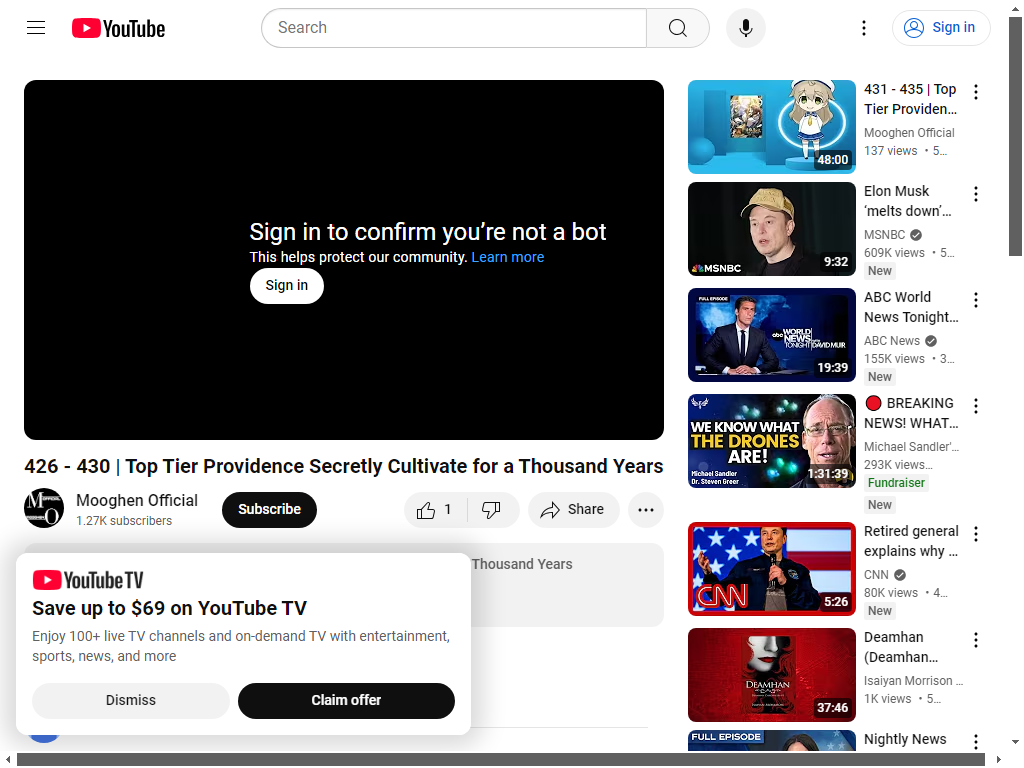 YouTube
Search
Sign in
Sign in to confirm you’re not a bot
This helps protect our community. Learn more
Sign in
426 - 430 | Top Tier Providence Secretly Cultivate for a Thousand Years
Mooghen Official
1.27K subscribers
Subscribe
1
Share
Thousand Years
YouTube TV
Save up to $69 on YouTube TV
Enjoy 100+ live TV channels and on-demand TV with entertainment,
sports, news, and more
Dismiss
Claim offer
48:00
431 - 435 | Top
Tier Providen...
Mooghen Official
137 views • 5...
MSNBC
9:32
Elon Musk
‘melts down’...
MSNBC
609K views • 5...
New
FULL EPISODE
abc WORLD
NEWS
TONIGHT DAVID MUIR
19:39
ABC World
News Tonight...
ABC News
155K views • 3...
New
WE KNOW WHAT
THE DRONES
ARE!
Michael Sandler
Dr. Steven Greer
1:31:39
BREAKING
NEWS! WHAT...
Michael Sandler'...
293K views...
Fundraiser
New
CNN
5:26
Retired general
explains why ...
CNN
80K views • 4...
New
DEAMHAN
37:46
Deamhan
(Deamhan...
Isaiyan Morrison ...
1K views • 5...
FULL EPISODE
Nightly News